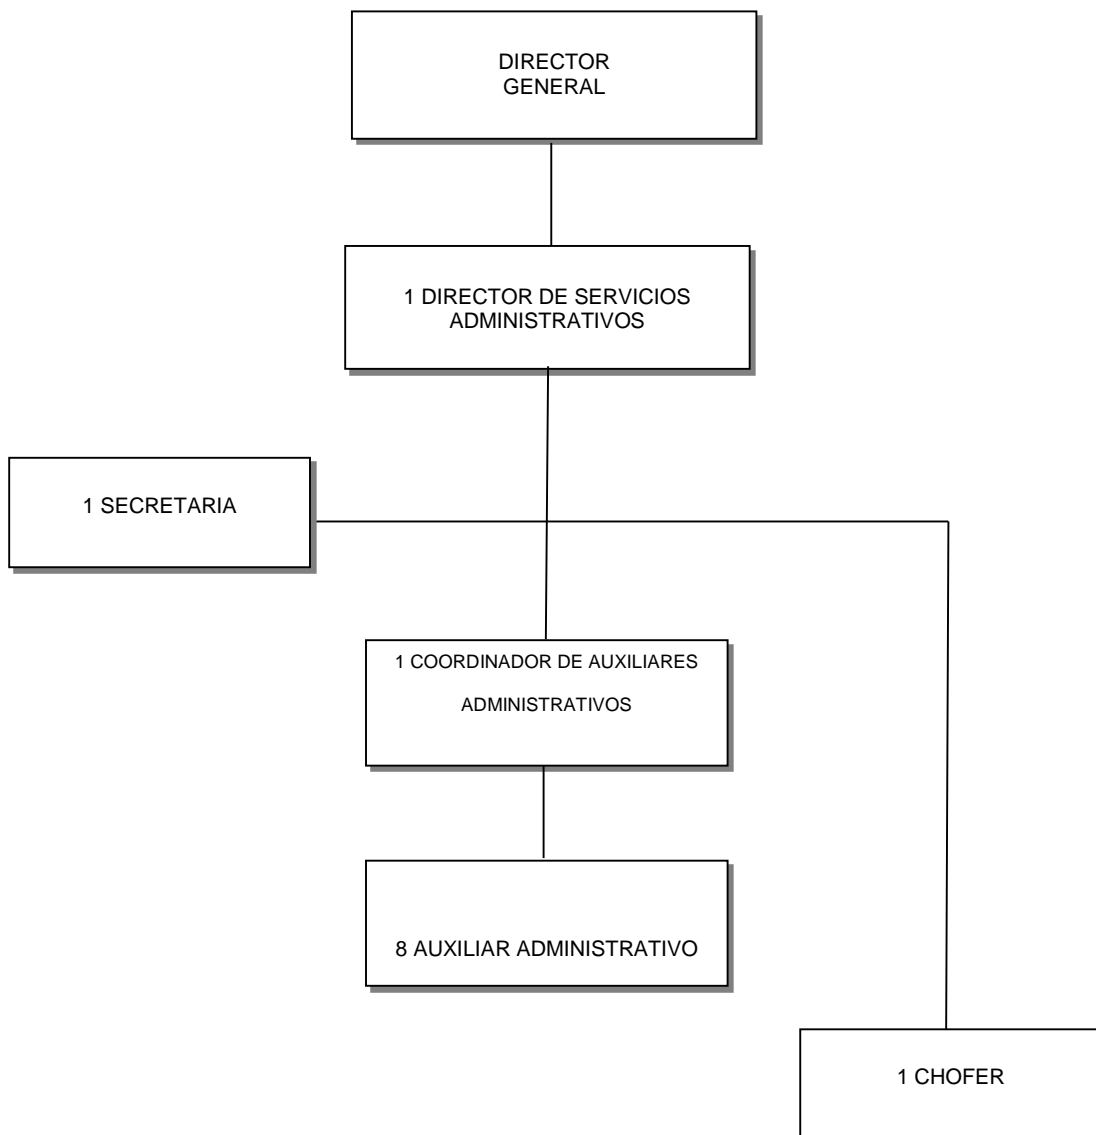 DIRECTOR
GENERAL
1 DIRECTOR DE SERVICIOS
ADMINISTRATIVOS
1 SECRETARIA
1 COORDINADOR DE AUXILIARES
ADMINISTRATIVOS
8 AUXILIAR ADMINISTRATIVO
1 CHOFER